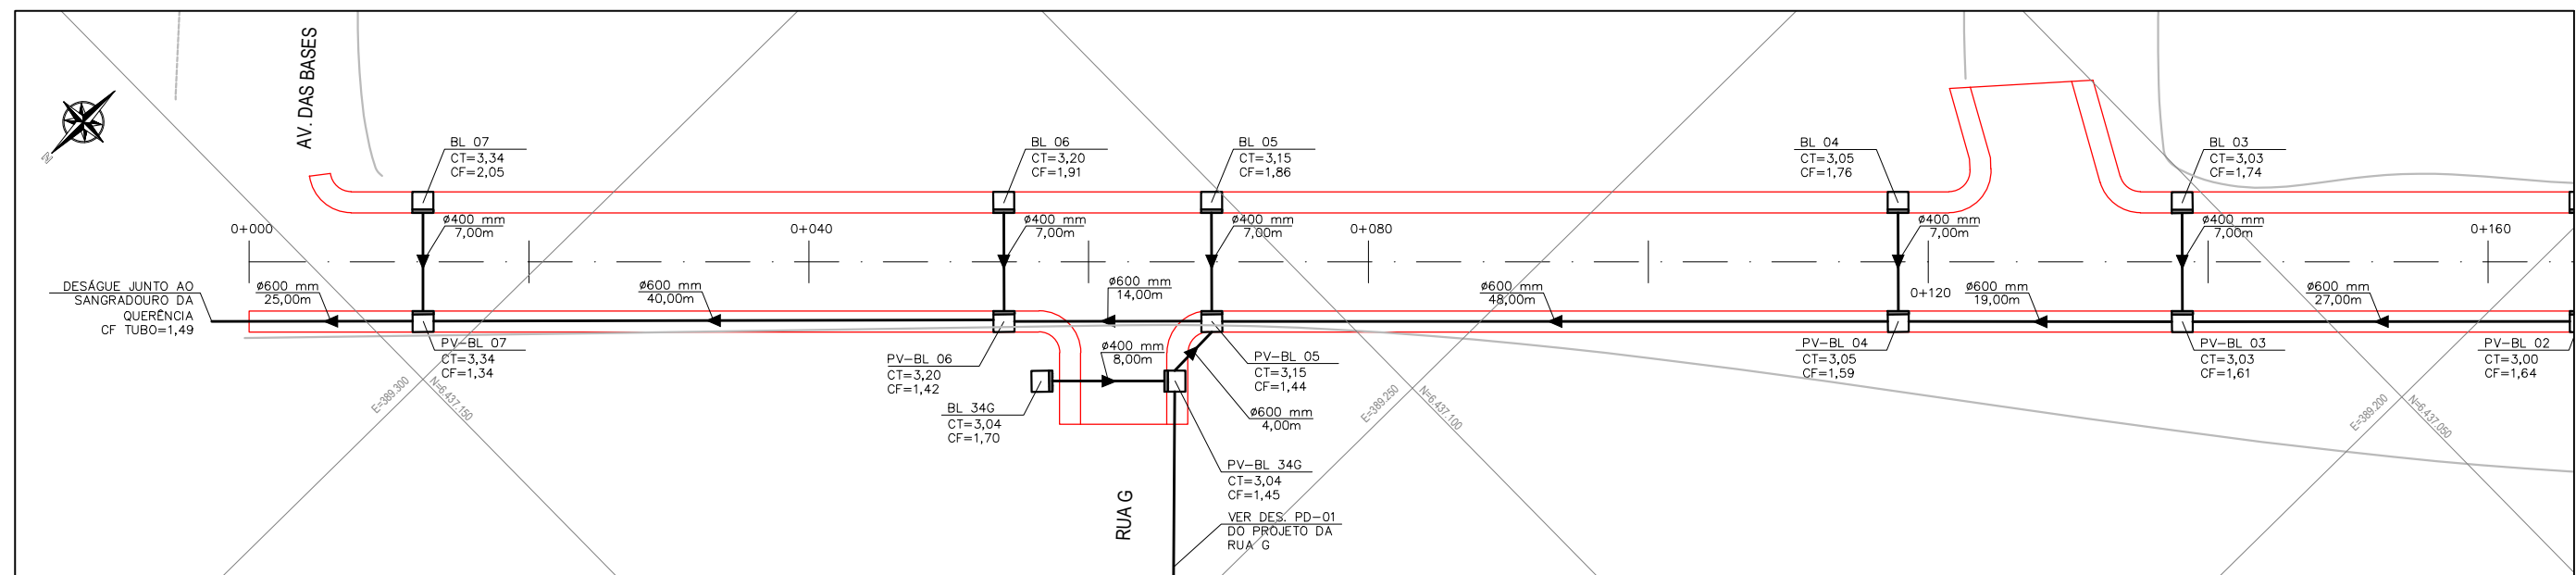 AV. DAS BASES
N
BL 07
CT=3,34
CF=2,05
BL 06
CT=3,20
CF=1,91
BL 05
CT=3,15
CF=1,86
BL 04
CT=3,05
CF=1,76
BL 03
CT=3,03
CF=1,74
ø400 mm
7,00m
ø400 mm
7,00m
ø400 mm
7,00m
ø400 mm
7,00m
ø400 mm
7,00m
0+000
0+040
0+080
0+120
0+160
DESÁGUE JUNTO AO
SANGRADOURO DA
QUERÊNCIA
CF TUBO=1,49
ø600 mm
25,00m
ø600 mm
40,00m
ø600 mm
14,00m
ø600 mm
48,00m
ø600 mm
19,00m
ø600 mm
27,00m
PV-BL 07
CT=3,34
CF=1,34
PV-BL 06
CT=3,20
CF=1,42
PV-BL 05
CT=3,15
CF=1,44
PV-BL 04
CT=3,05
CF=1,59
PV-BL 03
CT=3,03
CF=1,61
PV-BL 02
CT=3,00
CF=1,64
ø400 mm
8,00m
BL 34G
CT=3,04
CF=1,70
ø600 mm
4,00m
PV-BL 34G
CT=3,04
CF=1,45
E=389.300
N=6.437.150
E=389.250
N=6.437.100
E=389.200
N=6.437.050
RUA G
VER DES. PD-01
DO PROJETO DA
RUA G